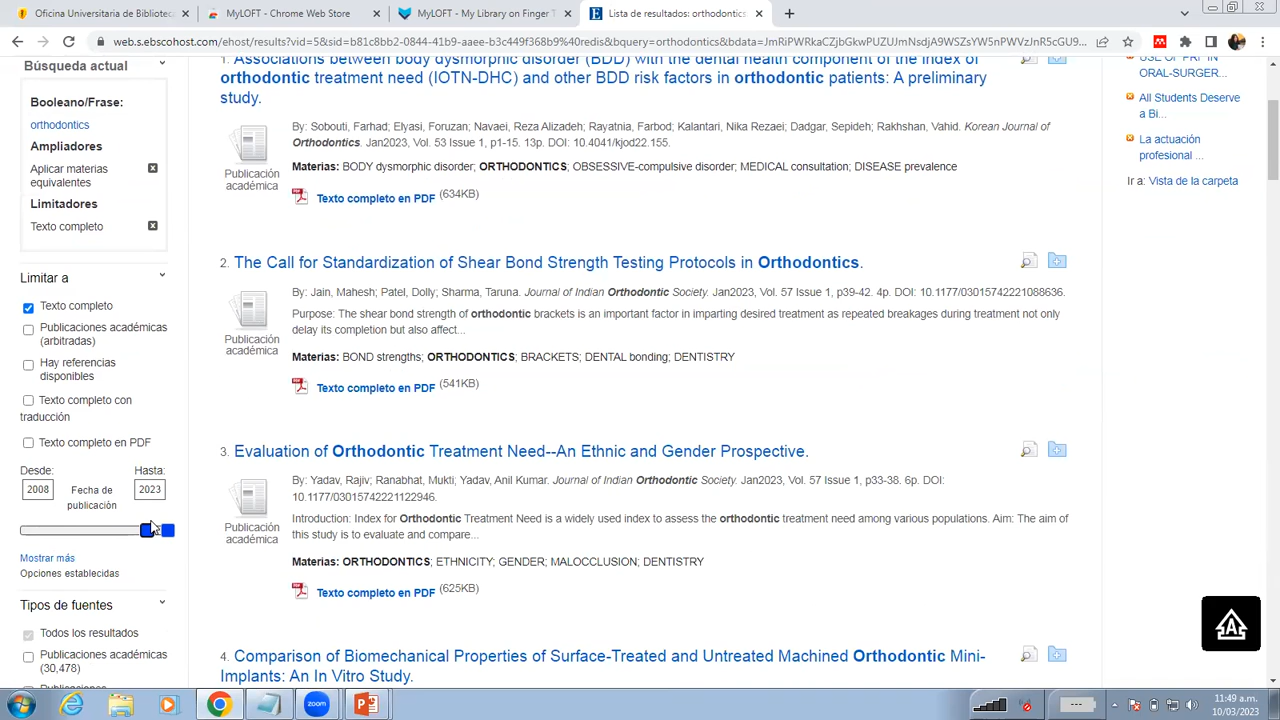 Oficina Universitaria de Bibliotec
MyLOFT - Chrome Web Store
MyLOFT - My Library on Finger T
Lista de resultados: orthodontics
web.s.ebscohost.com/ehost/results?vid=5&sid=b81c8bb2-0844-41b9-aaee-b3c449f368b9%40redis&bquery=orthodontics&bdata=JmRiPWRkaCZjbGkwPUZUJmNsdjA9WSZsYW5nPWVzJnR5cGU9...
Búsqueda actual
Booleano/Frase:
orthodontics
Ampliadores
Aplicar materias
equivalentes
Limitadores
Texto completo
Limitar a
Texto completo
Publicaciones académicas
(arbitradas)
Hay referencias
disponibles
Texto completo con
traducción
Texto completo en PDF
Desde:
Hasta:
2008
Fecha de
publicación
2023
Mostrar más
Opciones establecidas
Tipos de fuentes
Todos los resultados
Publicaciones académicas
(30,478)
1. Associations between body dysmorphic disorder (BDD) with the dental health component of the index of
orthodontic treatment need (IOTN-DHC) and other BDD risk factors in orthodontic patients: A preliminary
study.
Publicación
académica
By: Sobouti, Farhad; Elyasi, Foruzan; Navaei, Reza Alizadeh; Rayatnia, Farbod; Kalantari, Nika Rezaei; Dadgar, Sepideh; Rakhshan, Vahid. Korean Journal of
Orthodontics. Jan2023, Vol. 53 Issue 1, p1-15. 13p. DOI: 10.4041/kjod22.155.
Materias: BODY dysmorphic disorder; ORTHODONTICS; OBSESSIVE-compulsive disorder; MEDICAL consultation; DISEASE prevalence
Texto completo en PDF (634KB)
2. The Call for Standardization of Shear Bond Strength Testing Protocols in Orthodontics.
Publicación
académica
By: Jain, Mahesh; Patel, Dolly; Sharma, Taruna. Journal of Indian Orthodontic Society. Jan2023, Vol. 57 Issue 1, p39-42. 4p. DOI: 10.1177/03015742221088636.
Purpose: The shear bond strength of orthodontic brackets is an important factor in imparting desired treatment as repeated breakages during treatment not only
delay its completion but also affect...
Materias: BOND strengths; ORTHODONTICS; BRACKETS; DENTAL bonding; DENTISTRY
Texto completo en PDF (541KB)
3. Evaluation of Orthodontic Treatment Need--An Ethnic and Gender Prospective.
Publicación
académica
By: Yadav, Rajiv; Ranabhat, Mukti; Yadav, Anil Kumar. Journal of Indian Orthodontic Society. Jan2023, Vol. 57 Issue 1, p33-38. 6p. DOI:
10.1177/03015742221122946.
Introduction: Index for Orthodontic Treatment Need is a widely used index to assess the orthodontic treatment need among various populations. Aim: The aim of
this study is to evaluate and compare...
Materias: ORTHODONTICS; ETHNICITY; GENDER; MALOCCLUSION; DENTISTRY
Texto completo en PDF (625KB)
4. Comparison of Biomechanical Properties of Surface-Treated and Untreated Machined Orthodontic Mini-
Implants: An In Vitro Study.
USE OF PRF IN
ORAL-SURGER...
All Students Deserve
a Bi...
La actuación
profesional ...
Ir a: Vista de la carpeta
A
zoom
11:49 a.m.
10/03/2023